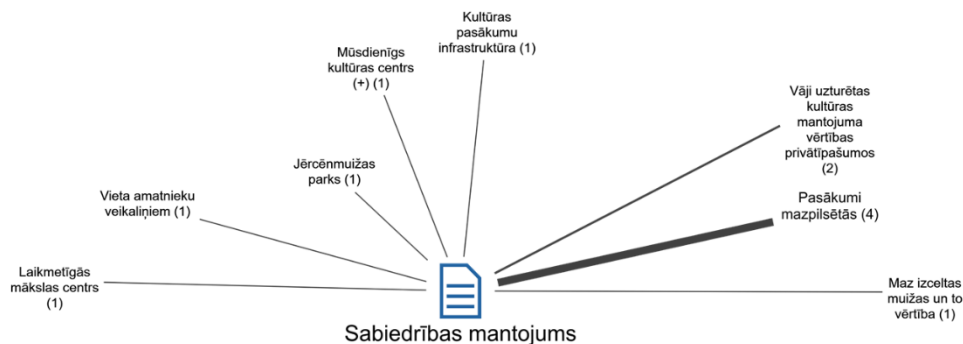 Kultūras
pasākumu
infrastruktūra (1)
Mūsdienīgs
kultūras centrs
(+) (1)
Vāji uzturētas
kultūras
mantojuma
vērtības
privātīpašumos
(2)
Jērcēnmuižas
parks (1)
Vieta amatnieku
veikaliņiem (1)
Pasākumi
mazpilsētās (4)
Laikmetīgās
mākslas centrs
(1)
Maz izceltas
muižas un to
vērtība (1)
Sabiedrības mantojums